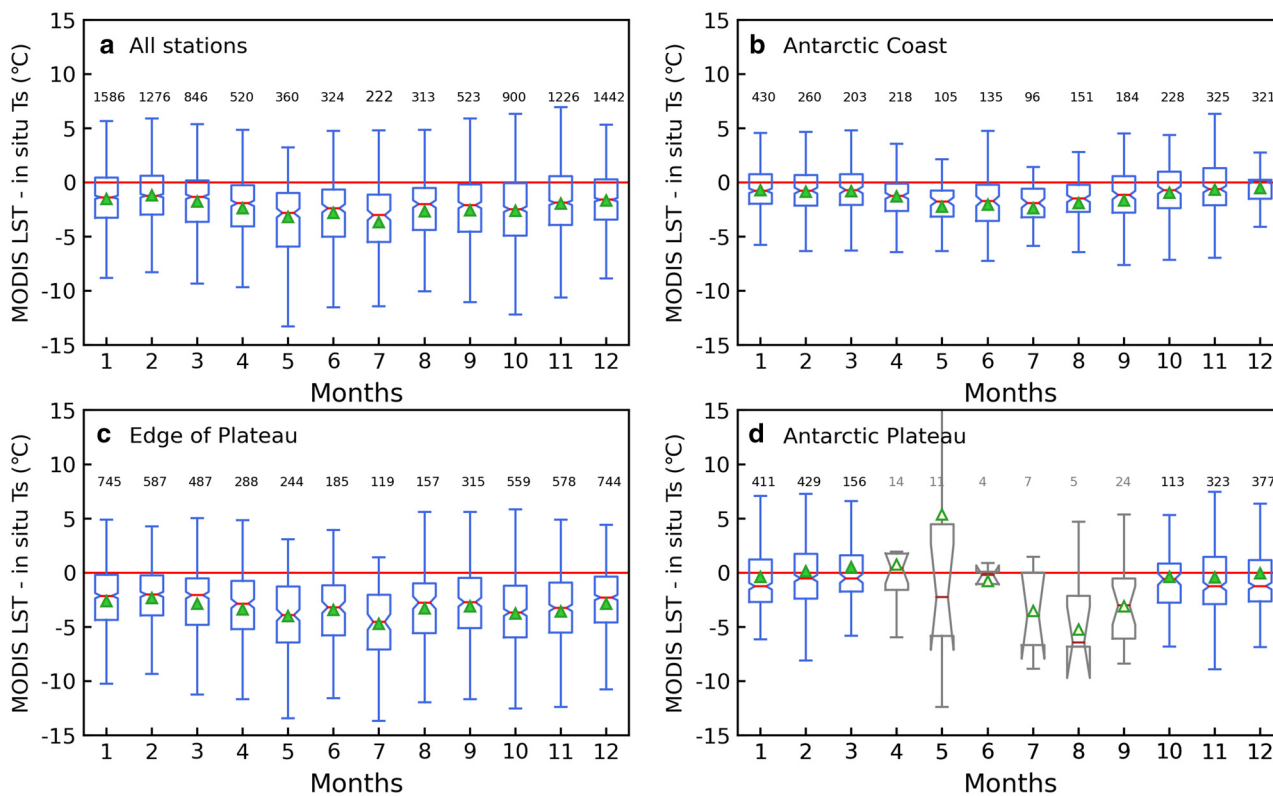 a All stations
MODIS LST - in situ Ts (°C)
15
10
5
0
-5
-10
-15
1586 1276 846 520 360 324 222 313 523 900 1226 1442
1 2 3 4 5 6 7 8 9 10 11 12
Months
b Antarctic Coast
MODIS LST - in situ Ts (°C)
15
10
5
0
-5
-10
-15
430 260 203 218 105 135 96 151 184 228 325 321
1 2 3 4 5 6 7 8 9 10 11 12
Months
c Edge of Plateau
MODIS LST - in situ Ts (°C)
15
10
5
0
-5
-10
-15
745 587 487 288 244 185 119 157 315 559 578 744
1 2 3 4 5 6 7 8 9 10 11 12
Months
d Antarctic Plateau
MODIS LST - in situ Ts (°C)
15
10
5
0
-5
-10
-15
411 429 156 14 11 4 7 5 24 113 323 377
1 2 3 4 5 6 7 8 9 10 11 12
Months